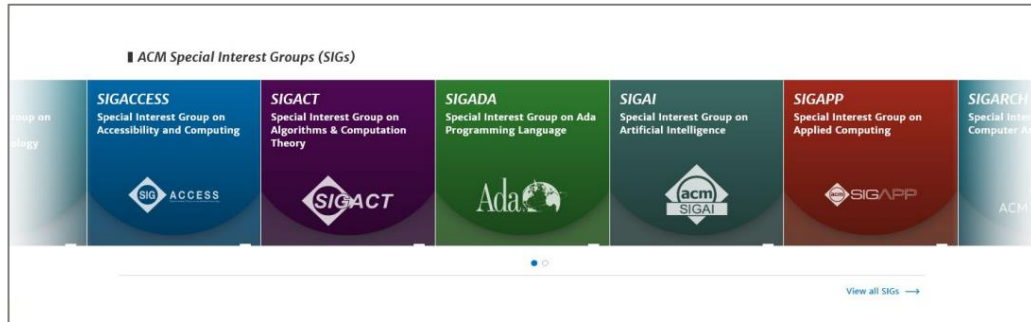 ACM Special Interest Groups (SIGs)
roup on
ology
SIGACCESS
Special Interest Group on
Accessibility and Computing
SIG ACCESS
SIGACT
Special Interest Group on
Algorithms & Computation
Theory
SIGACT
SIGADA
Special Interest Group on Ada
Programming Language
Ada
SIGAI
Special Interest Group on
Artificial Intelligence
acm
SIGAI
SIGAPP
Special Interest Group on
Applied Computing
acm SIGAPP
SIGARCH
Special Inte
Computer A
ACM
View all SIGs